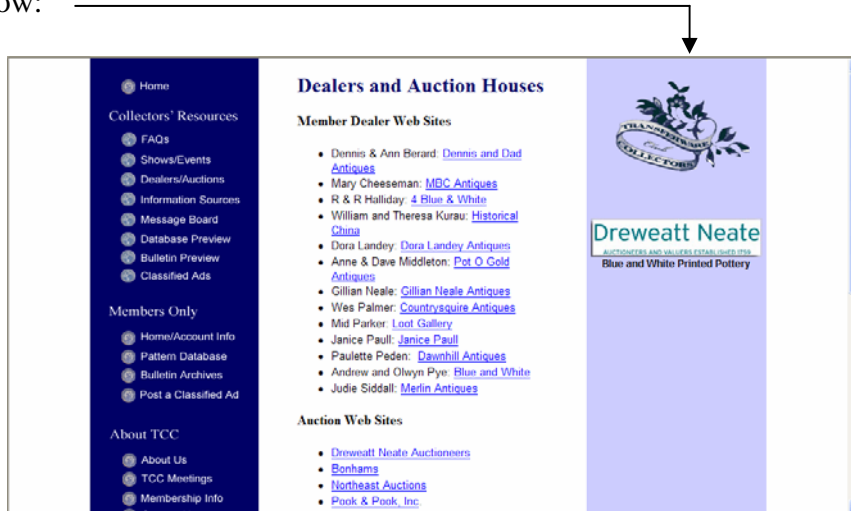 ow:
Home
Collectors' Resources
FAQs
Shows/Events
Dealers/Auctions
Information Sources
Message Board
Database Preview
Bulletin Preview
Classified Ads
Members Only
Home/Account Info
Pattern Database
Bulletin Archives
Post a Classified Ad
About TCC
About Us
TCC Meetings
Membership Info
Dealers and Auction Houses
Member Dealer Web Sites
Dennis & Ann Berard: Dennis and Dad
Antiques
Mary Cheeseman: MBC Antiques
R & R Halliday: 4 Blue & White
William and Theresa Kurau: Historical
China
Dora Landey: Dora Landey Antiques
Anne & Dave Middleton: Pot O Gold
Antiques
Gillian Neale: Gillian Neale Antiques
Wes Palmer: Countrysquire Antiques
Mid Parker: Loot Gallery
Janice Paull: Janice Paull
Paulette Peden: Dawnhill Antiques
Andrew and Olwyn Pye: Blue and White
Judie Siddall: Merlin Antiques
Auction Web Sites
Dreweatt Neate Auctioneers
Bonhams
Northeast Auctions
Pook & Pook, Inc.
TRANSFERWARE
COLLECTORS
Club
Dreweatt Neate
AUCTIONEERS AND VALUERS ESTABLISHED 1759
Blue and White Printed Pottery